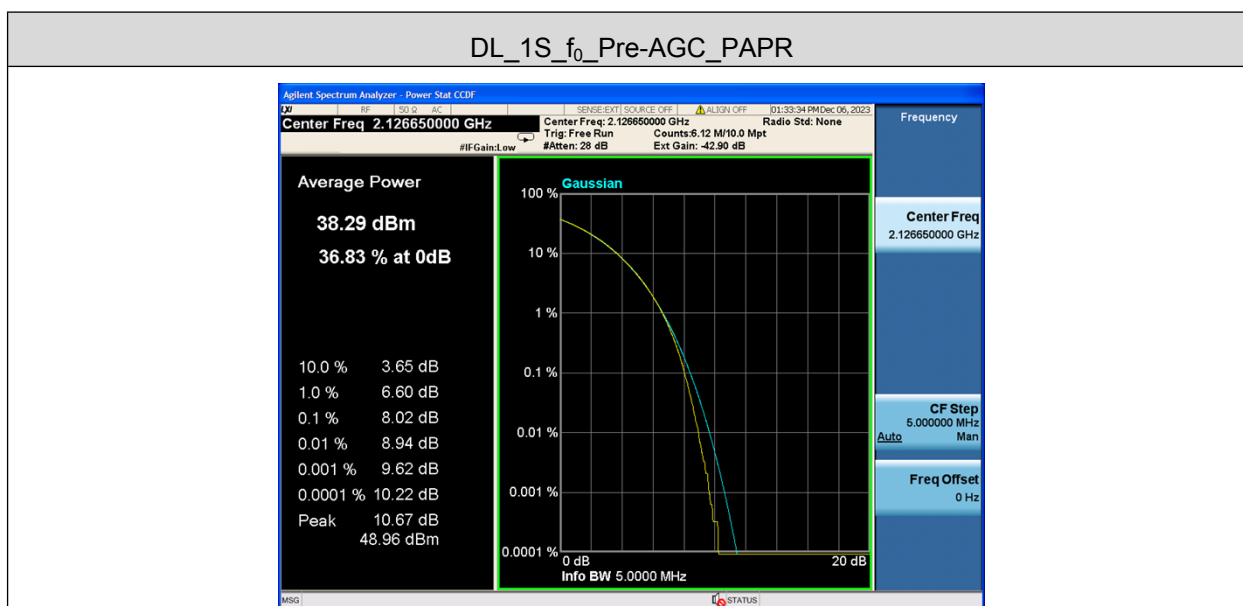 DL_1S_f₀_Pre-AGC_PAPR
Agilent Spectrum Analyzer - Power Stat CCDF
LXI RF 50 Ω AC SENSE:EXT SOURCE OFF ALIGN OFF 01:33:34 PM Dec 06, 2023
Center Freq 2.126650000 GHz
#IFGain:Low
Center Freq: 2.126650000 GHz Radio Std: None
Trig: Free Run Counts:6.12 M/10.0 Mpt
#Atten: 28 dB Ext Gain: -42.90 dB
Average Power
38.29 dBm
36.83 % at 0dB
10.0 % 3.65 dB
1.0 % 6.60 dB
0.1 % 8.02 dB
0.01 % 8.94 dB
0.001 % 9.62 dB
0.0001 % 10.22 dB
Peak 10.67 dB
48.96 dBm
Gaussian
100 %
10 %
1 %
0.1 %
0.01 %
0.001 %
0.0001 %
0 dB 20 dB
Info BW 5.0000 MHz
Frequency
Center Freq
2.126650000 GHz
CF Step
5.000000 MHz
Auto Man
Freq Offset
0 Hz
MSG STATUS